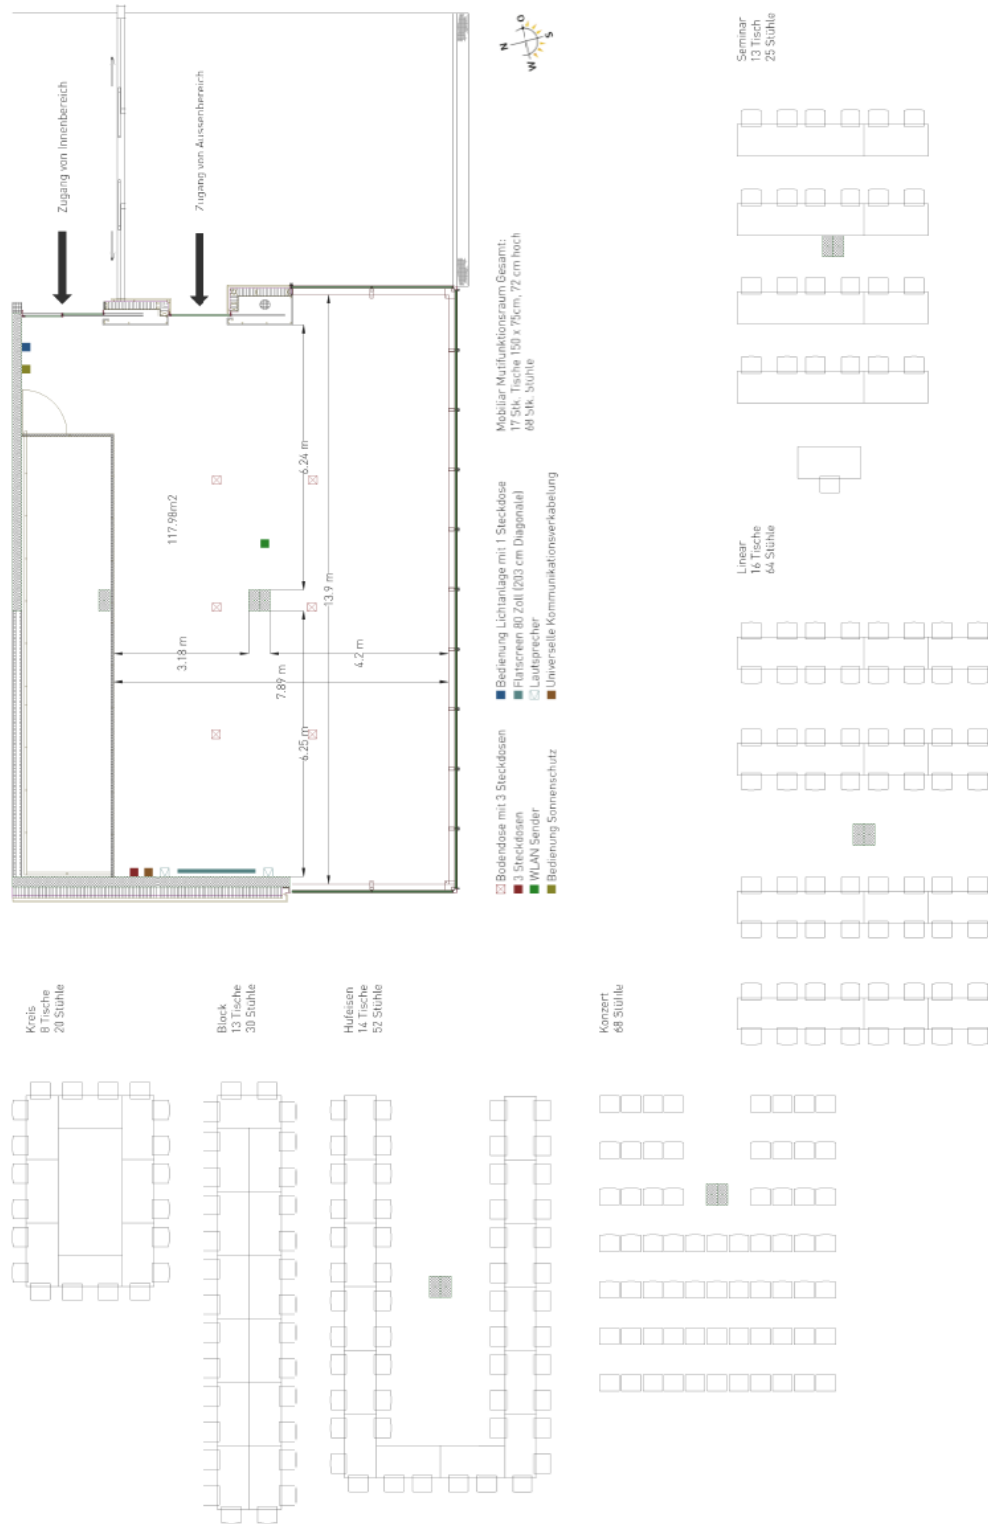 Zugang von Innenbereich
Zugang von Aussenbereich
N
O
S
W
117.98m2
6.24 m
13.9 m
3.18 m
7.89 m
4.2 m
6.25 m
Mobiliar Mutifunktionsraum Gesamt:
17 Stk. Tische 150 x 75cm, 72 cm hoch
68 Stk. Stühle
Bodendose mit 3 Steckdosen
3 Steckdosen
WLAN Sender
Bedienung Sonnenschutz
Bedienung Lichtanlage mit 1 Steckdose
Flatscreen 80 Zoll (203 cm Diagonale)
Lautsprecher
Universelle Kommunikationsverkabelung
Kreis
8 Tische
20 Stühle
Block
13 Tische
30 Stühle
Hufeisen
14 Tische
52 Stühle
Konzert
68 Stühle
Linear
16 Tische
64 Stühle
Seminar
13 Tisch
25 Stühle